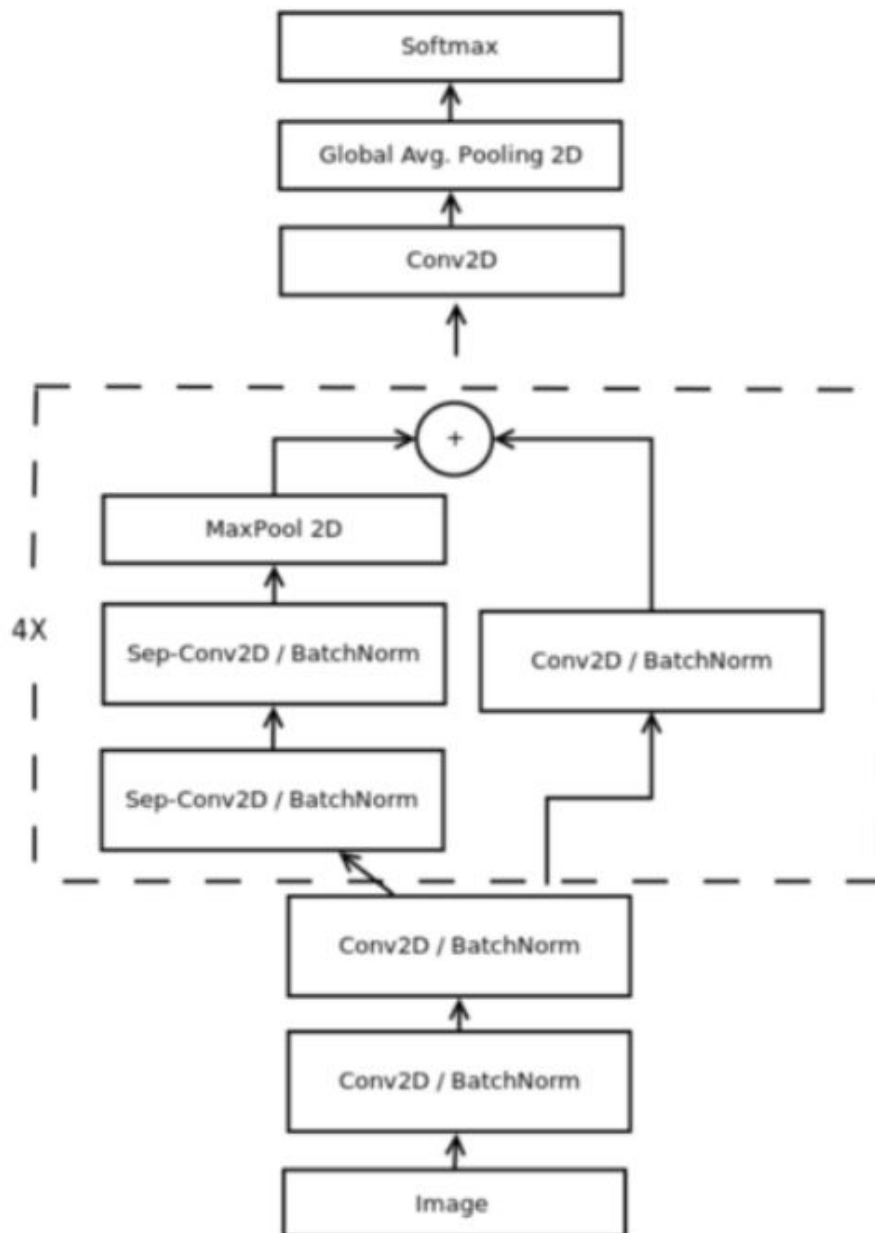 Softmax
Global Avg. Pooling 2D
Conv2D
+
MaxPool 2D
4X
Sep-Conv2D / BatchNorm
Conv2D / BatchNorm
Sep-Conv2D / BatchNorm
Conv2D / BatchNorm
Conv2D / BatchNorm
Image